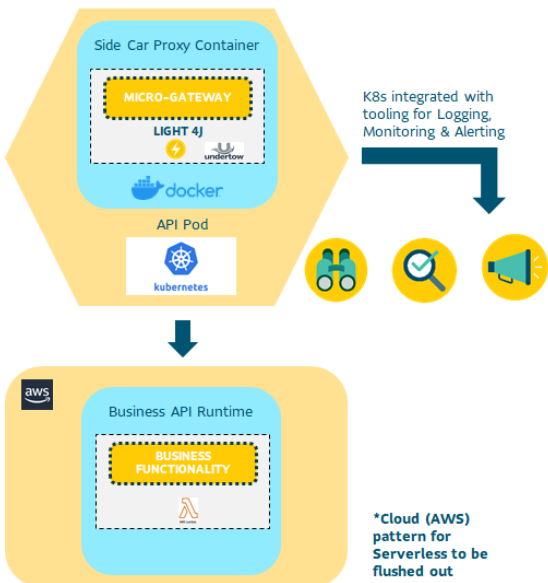 Side Car Proxy Container
MICRO-GATEWAY
LIGHT 4J
undertow
docker
API Pod
kubernetes
K8s integrated with
tooling for Logging,
Monitoring & Alerting
aws
Business API Runtime
BUSINESS
FUNCTIONALITY
*Cloud (AWS)
pattern for
Serverless to be
flushed out